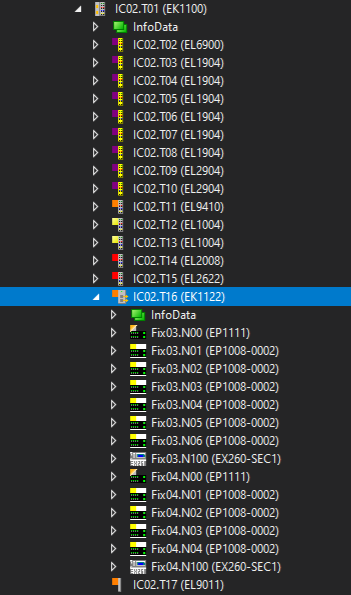 IC02.T01 (EK1100)
InfoData
IC02.T02 (EL6900)
IC02.T03 (EL1904)
IC02.T04 (EL1904)
IC02.T05 (EL1904)
IC02.T06 (EL1904)
IC02.T07 (EL1904)
IC02.T08 (EL1904)
IC02.T09 (EL2904)
IC02.T10 (EL2904)
IC02.T11 (EL9410)
IC02.T12 (EL1004)
IC02.T13 (EL1004)
IC02.T14 (EL2008)
IC02.T15 (EL2622)
IC02.T16 (EK1122)
InfoData
Fix03.N00 (EP1111)
Fix03.N01 (EP1008-0002)
Fix03.N02 (EP1008-0002)
Fix03.N03 (EP1008-0002)
Fix03.N04 (EP1008-0002)
Fix03.N05 (EP1008-0002)
Fix03.N06 (EP1008-0002)
Fix03.N100 (EX260-SEC1)
Fix04.N00 (EP1111)
Fix04.N01 (EP1008-0002)
Fix04.N02 (EP1008-0002)
Fix04.N03 (EP1008-0002)
Fix04.N04 (EP1008-0002)
Fix04.N100 (EX260-SEC1)
IC02.T17 (EL9011)